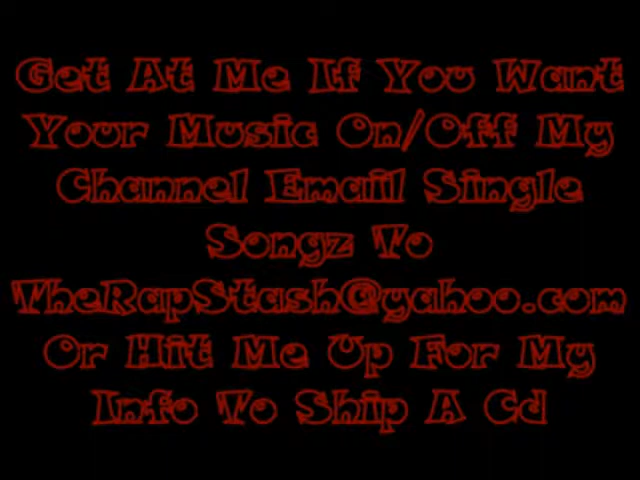 Get At Me If You Want
Your Music On/Off My
Channel Email Single
Songz To
TheRapStash@yahoo.com
Or Hit Me Up For My
Info To Ship A Cd